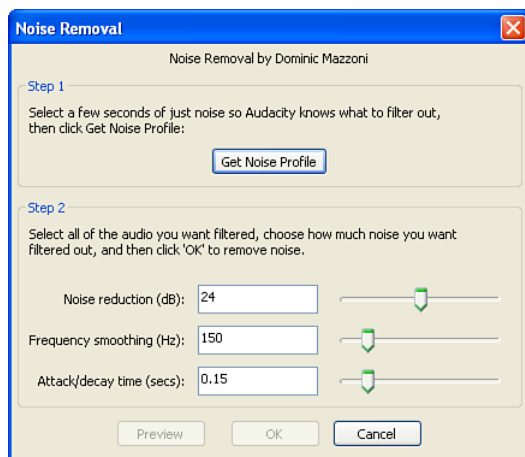 Noise Removal
Noise Removal by Dominic Mazzoni
Step 1
Select a few seconds of just noise so Audacity knows what to filter out,
then click Get Noise Profile:
Get Noise Profile
Step 2
Select all of the audio you want filtered, choose how much noise you want
filtered out, and then click 'OK' to remove noise.
Noise reduction (dB): 24
Frequency smoothing (Hz): 150
Attack/decay time (secs): 0.15
Preview OK Cancel